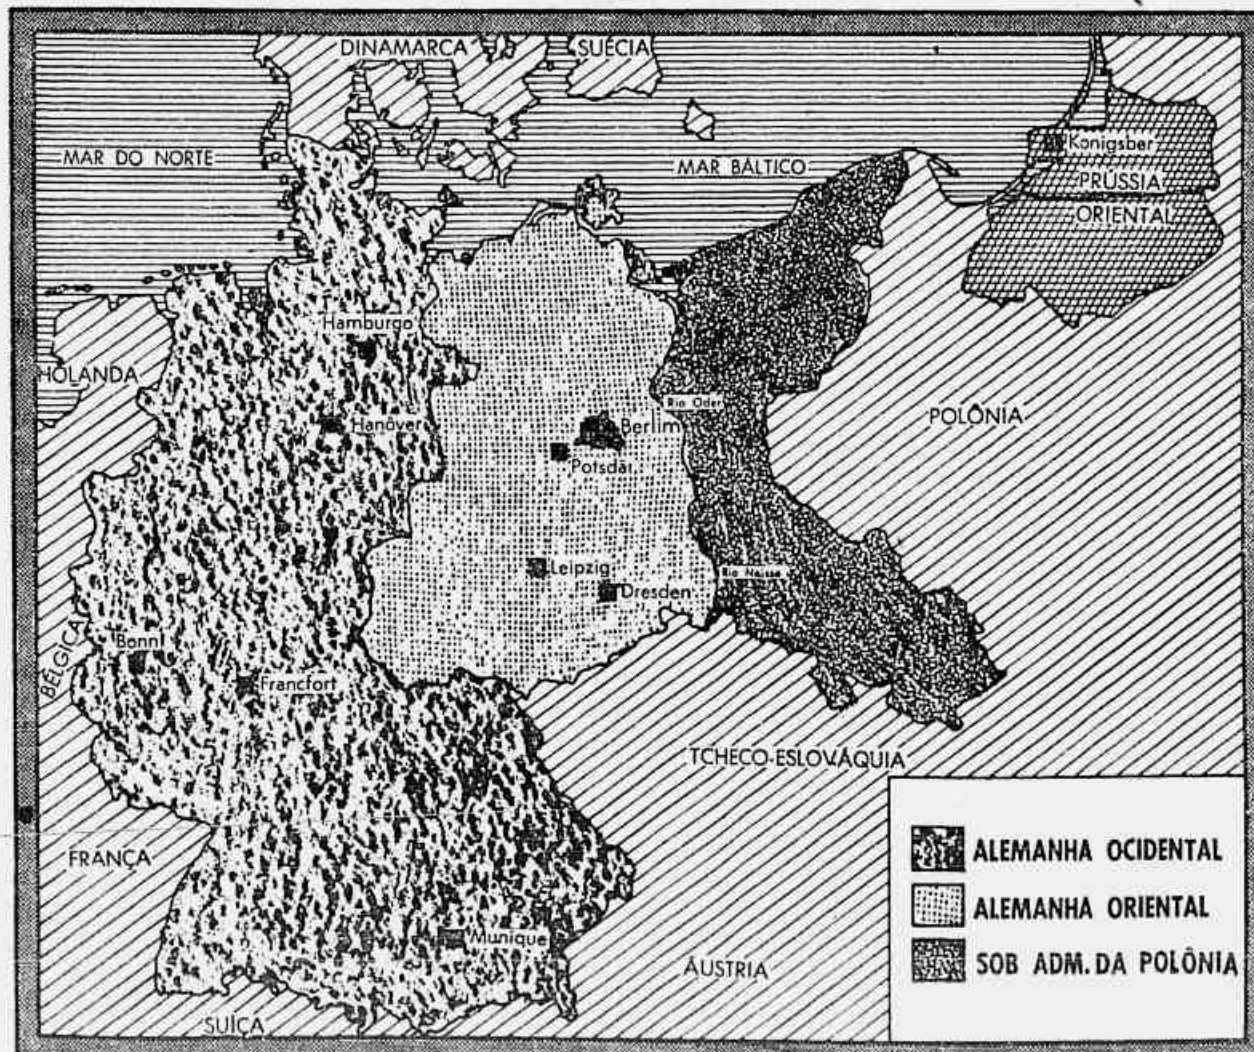 DINAMARCA
SUÉCIA
MAR DO NORTE
MAR BÁLTICO
Konigsber
PRÚSSIA
ORIENTAL
Hamburgo
HOLANDA
Hanôver
Rio Oder
Berlim
POLÔNIA
Potsda
Leipzig
Rio Neisse
Dresden
BÉLGICA
Bonn
Francfort
TCHECO-ESLOVÁQUIA
FRANÇA
ALEMANHA OCIDENTAL
ALEMANHA ORIENTAL
Munique
SOB ADM. DA POLÔNIA
ÁUSTRIA
SUÍÇA